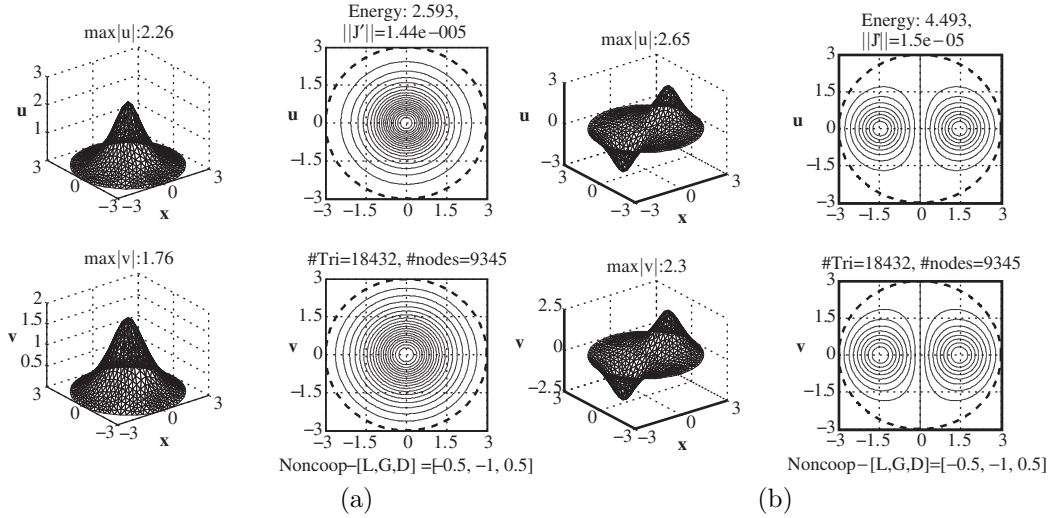 max|u|:2.26
Energy: 2.593,
||J'||=1.44e−005
u
3
2
1
3
0
−3
−3
0
3
x
u
3
1.5
0
−1.5
−3
−3
−1.5
0
1.5
3
max|u|:2.65
Energy: 4.493,
||J||=1.5e−05
u
3
0
−3
3
0
−3
−3
0
3
x
u
3
1.5
0
−1.5
−3
−3
−1.5
0
1.5
3
max|v|:1.76
#Tri=18432, #nodes=9345
v
2
1.5
1
0.5
3
0
−3
−3
0
3
x
v
3
1.5
0
−1.5
−3
−3
−1.5
0
1.5
3
Noncoop−[L,G,D] =[−0.5, −1, 0.5]
max|v|:2.3
#Tri=18432, #nodes=9345
v
2.5
0
−2.5
3
0
−3
−3
0
3
x
v
3
1.5
0
−1.5
−3
−3
−1.5
0
1.5
3
Noncoop−[L,G,D]=[−0.5, −1, 0.5]
(a)
(b)